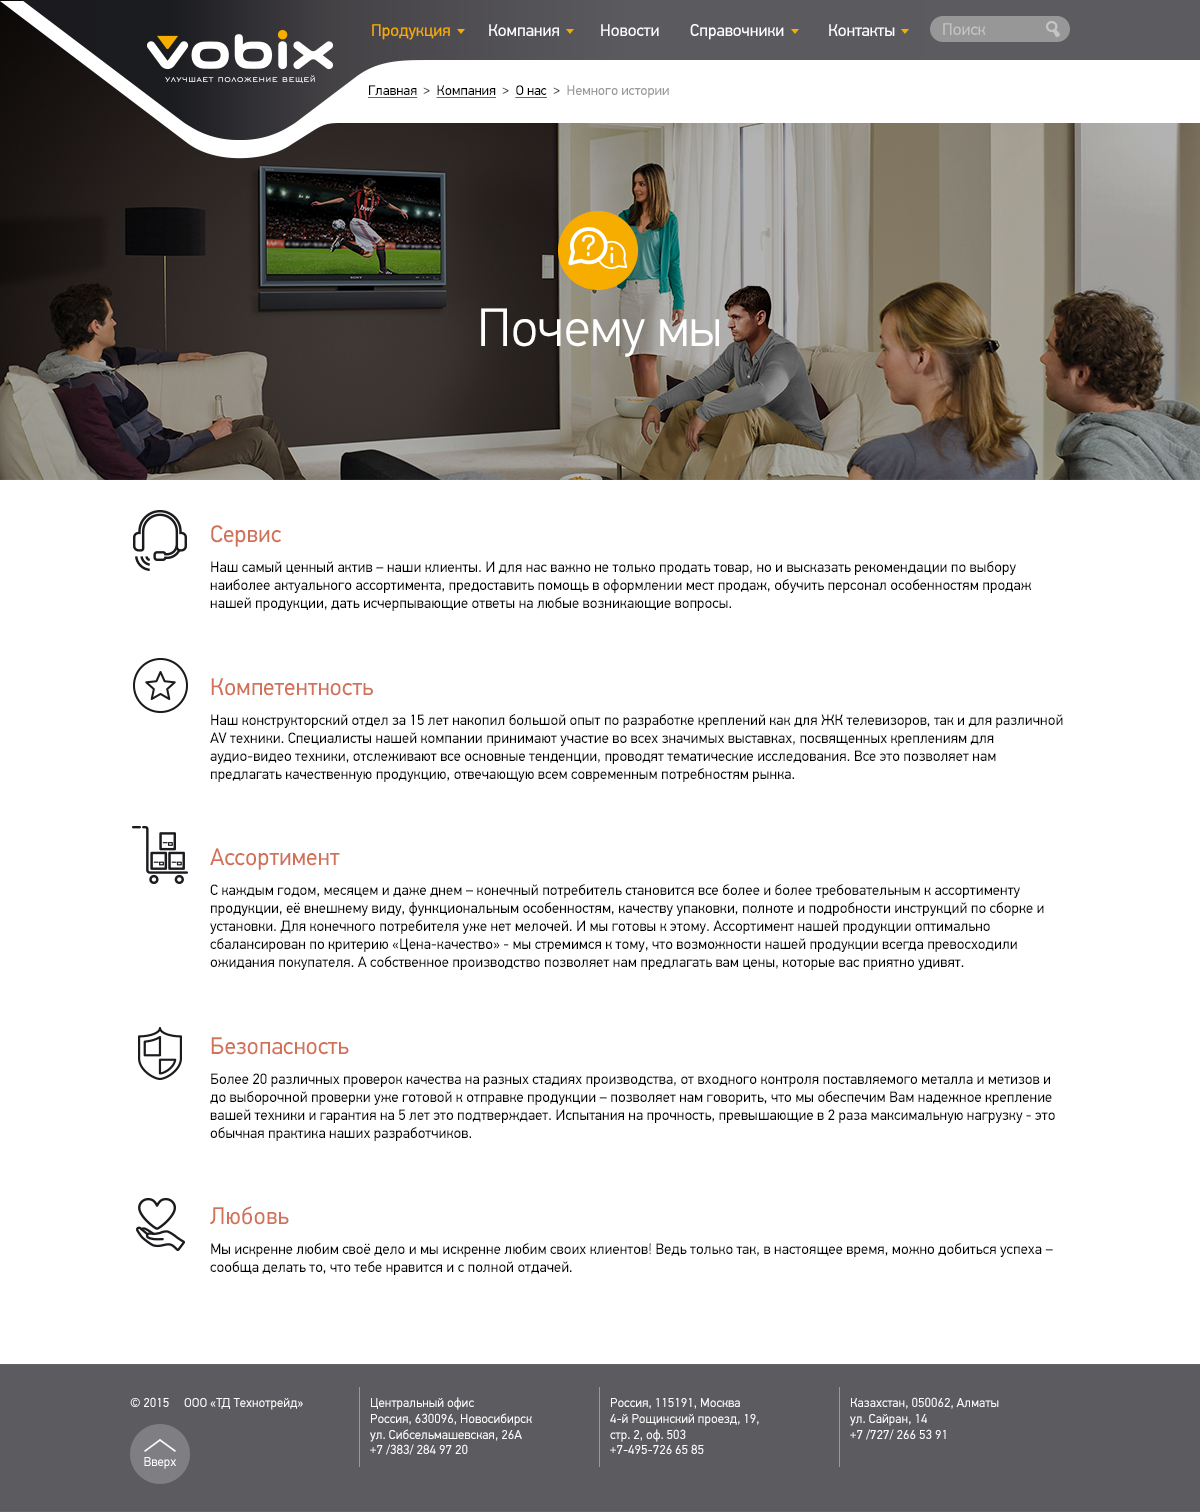 vobix
УЛУЧШАЕТ ПОЛОЖЕНИЕ ВЕЩЕЙ
Продукция Компания Новости Справочники Контакты Поиск
Главная > Компания > О нас > Немного истории
Почему мы
Сервис
Наш самый ценный актив – наши клиенты. И для нас важно не только продать товар, но и высказать рекомендации по выбору
наиболее актуального ассортимента, предоставить помощь в оформлении мест продаж, обучить персонал особенностям продаж
нашей продукции, дать исчерпывающие ответы на любые возникающие вопросы.
Компетентность
Наш конструкторский отдел за 15 лет накопил большой опыт по разработке креплений как для ЖК телевизоров, так и для различной
AV техники. Специалисты нашей компании принимают участие во всех значимых выставках, посвященных креплениям для
аудио-видео техники, отслеживают все основные тенденции, проводят тематические исследования. Все это позволяет нам
предлагать качественную продукцию, отвечающую всем современным потребностям рынка.
Ассортимент
С каждым годом, месяцем и даже днем – конечный потребитель становится все более и более требовательным к ассортименту
продукции, её внешнему виду, функциональным особенностям, качеству упаковки, полноте и подробности инструкций по сборке и
установки. Для конечного потребителя уже нет мелочей. И мы готовы к этому. Ассортимент нашей продукции оптимально
сбалансирован по критерию «Цена-качество» - мы стремимся к тому, что возможности нашей продукции всегда превосходили
ожидания покупателя. А собственное производство позволяет нам предлагать вам цены, которые вас приятно удивят.
Безопасность
Более 20 различных проверок качества на разных стадиях производства, от входного контроля поставляемого металла и метизов и
до выборочной проверки уже готовой к отправке продукции – позволяет нам говорить, что мы обеспечим Вам надежное крепление
вашей техники и гарантия на 5 лет это подтверждает. Испытания на прочность, превышающие в 2 раза максимальную нагрузку - это
обычная практика наших разработчиков.
Любовь
Мы искренне любим своё дело и мы искренне любим своих клиентов! Ведь только так, в настоящее время, можно добиться успеха –
сообща делать то, что тебе нравится и с полной отдачей.
© 2015 ООО «ТД Технотрейд»
Вверх
Центральный офис
Россия, 630096, Новосибирск
ул. Сибсельмашевская, 26А
+7 /383/ 284 97 20
Россия, 115191, Москва
4-й Рощинский проезд, 19,
стр. 2, оф. 503
+7-495-726 65 85
Казахстан, 050062, Алматы
ул. Сайран, 14
+7 /727/ 266 53 91